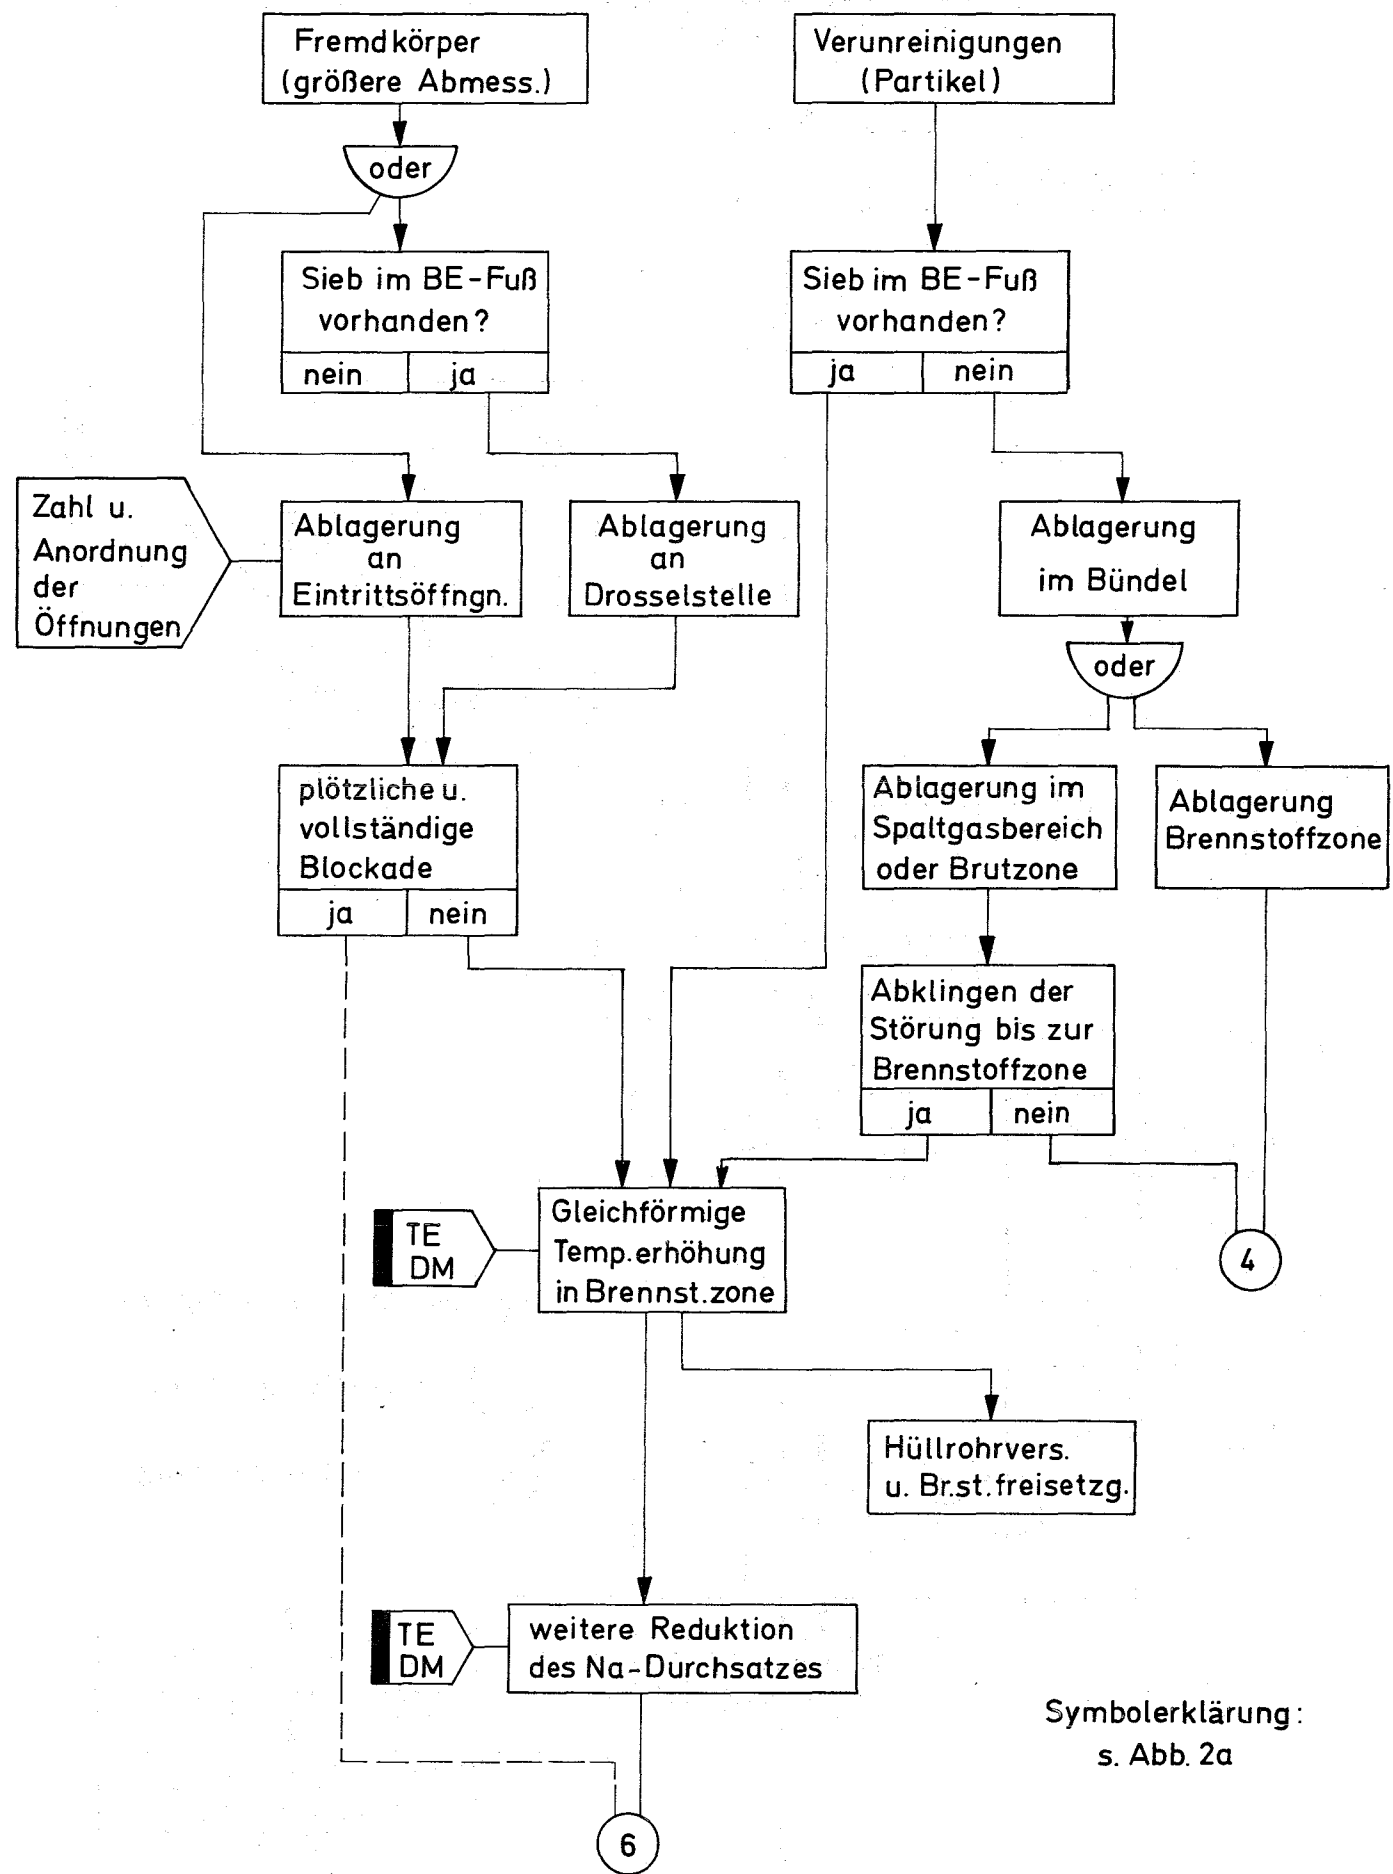 Fremdkörper
(größere Abmess.)
Verunreinigungen
(Partikel)
oder
Sieb im BE-Fuß
vorhanden?
nein
ja
Sieb im BE-Fuß
vorhanden?
ja
nein
Zahl u.
Anordnung
der
Öffnungen
Ablagerung
an
Eintrittsöffngn.
Ablagerung
an
Drosselstelle
Ablagerung
im Bündel
oder
plötzliche u.
vollständige
Blockade
ja
nein
Ablagerung im
Spaltgasbereich
oder Brutzone
Ablagerung
Brennstoffzone
Abklingen der
Störung bis zur
Brennstoffzone
ja
nein
TE
DM
Gleichförmige
Temp.erhöhung
in Brennst.zone
4
Hüllrohrvers.
u. Br.st.freisetzg.
TE
DM
weitere Reduktion
des Na-Durchsatzes
Symbolerklärung:
s. Abb. 2a
6